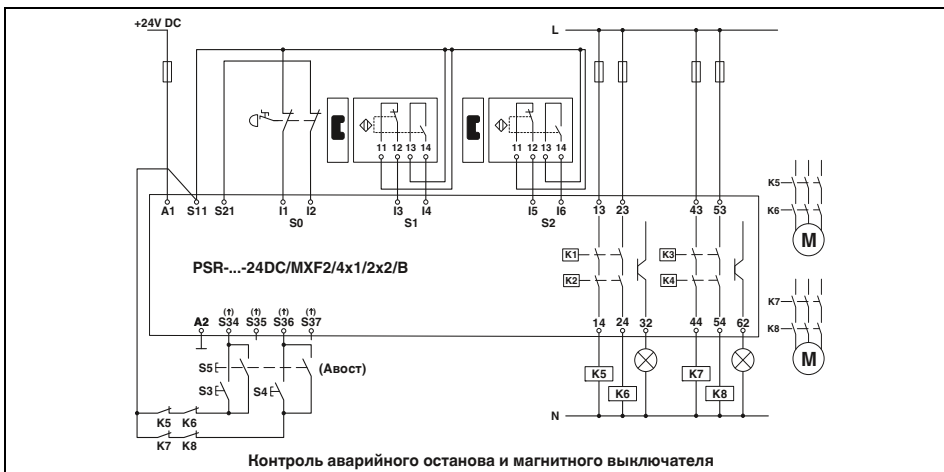 +24V DC
L
11 12 13 14
11 12 13 14
K5
K6
M
A1 S11 S21 I1 I2 I3 I4 I5 I6 13 23 43 53
S0 S1 S2
K1 K3
PSR-...-24DC/MXF2/4x1/2x2/B
K2 K4
K7
K8
M
(†) (†) (†) (†)
A2 S34 S35 S36 S37 14 24 32 44 54 62
S5 (Авост)
S3 S4
K5 K7
K6 K8
K5 K6
N
K7 K8
Контроль аварийного останова и магнитного выключателя